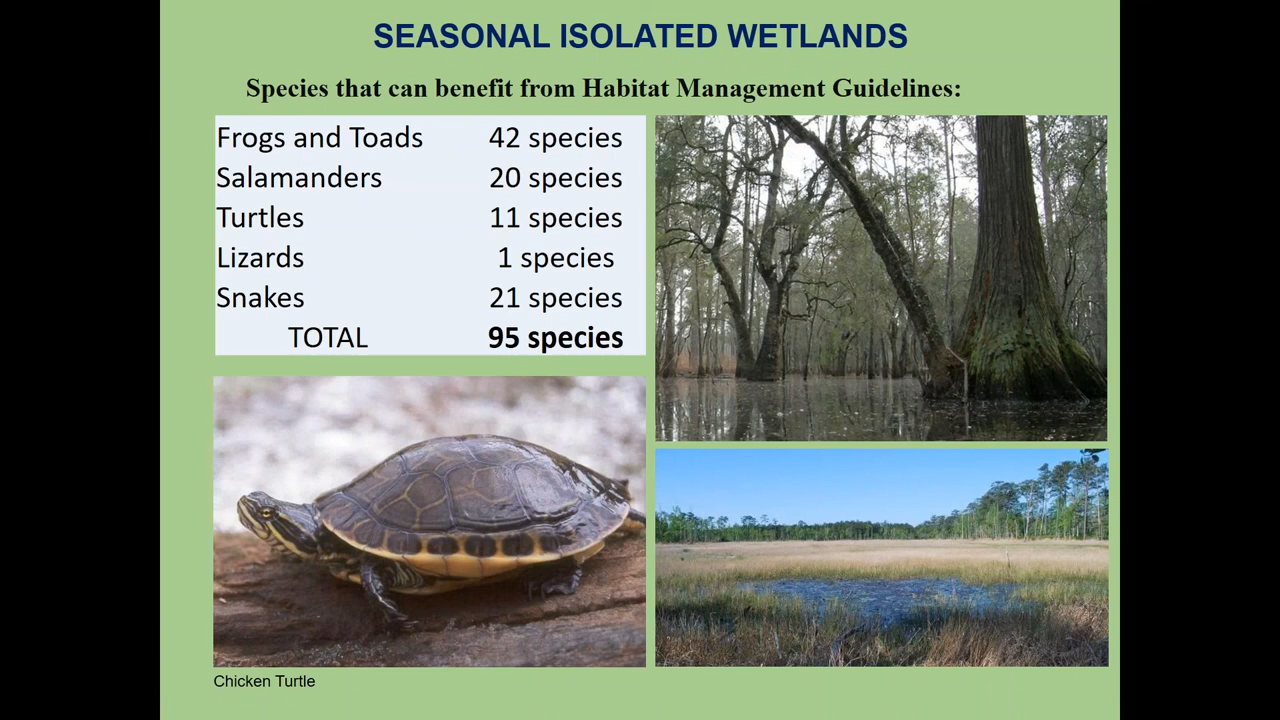 SEASONAL ISOLATED WETLANDS
Species that can benefit from Habitat Management Guidelines:
Frogs and Toads 42 species
Salamanders 20 species
Turtles 11 species
Lizards 1 species
Snakes 21 species
TOTAL 95 species
Chicken Turtle